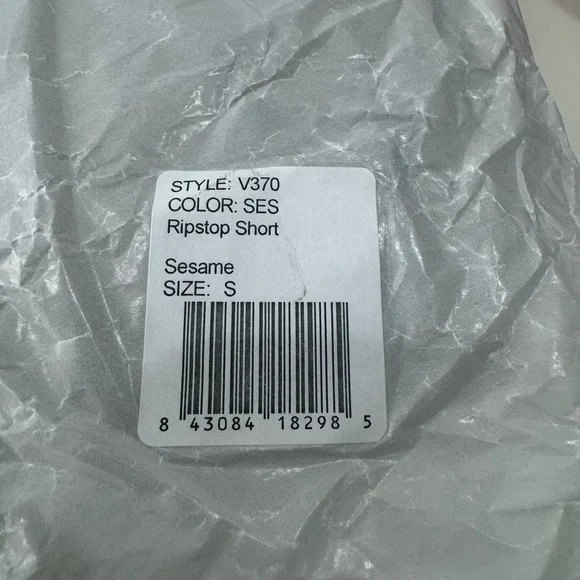 STYLE: V370
COLOR: SES
Ripstop Short
Sesame
SIZE: S
8 43084 18298 5